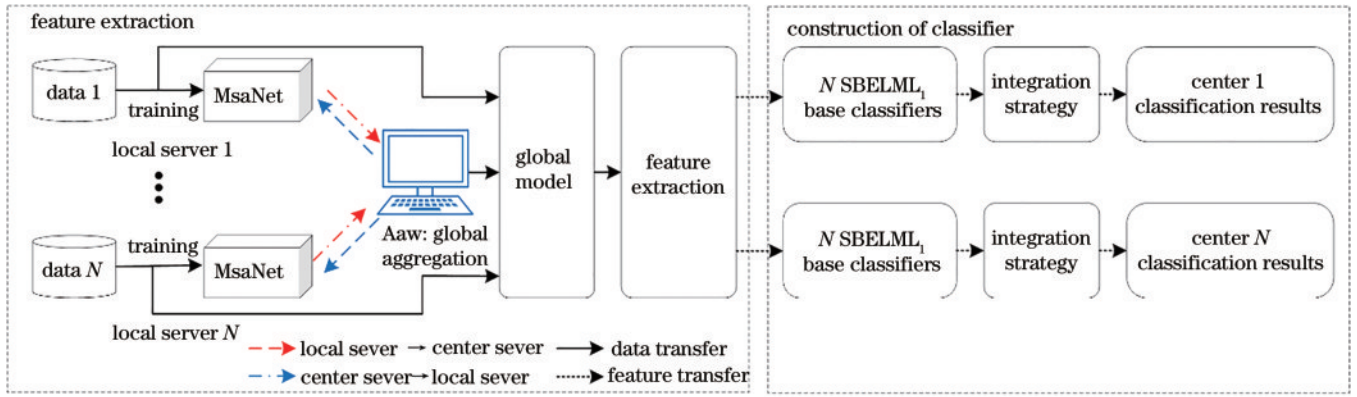 feature extraction
data 1
training
MsaNet
local server 1
data N
training
MsaNet
local server N
Aaw: global
aggregation
global
model
feature
extraction
local sever → center sever
data transfer
center sever → local sever
feature transfer
construction of classifier
N SBELML₁
base classifiers
integration
strategy
center 1
classification results
N SBELML₁
base classifiers
integration
strategy
center N
classification results